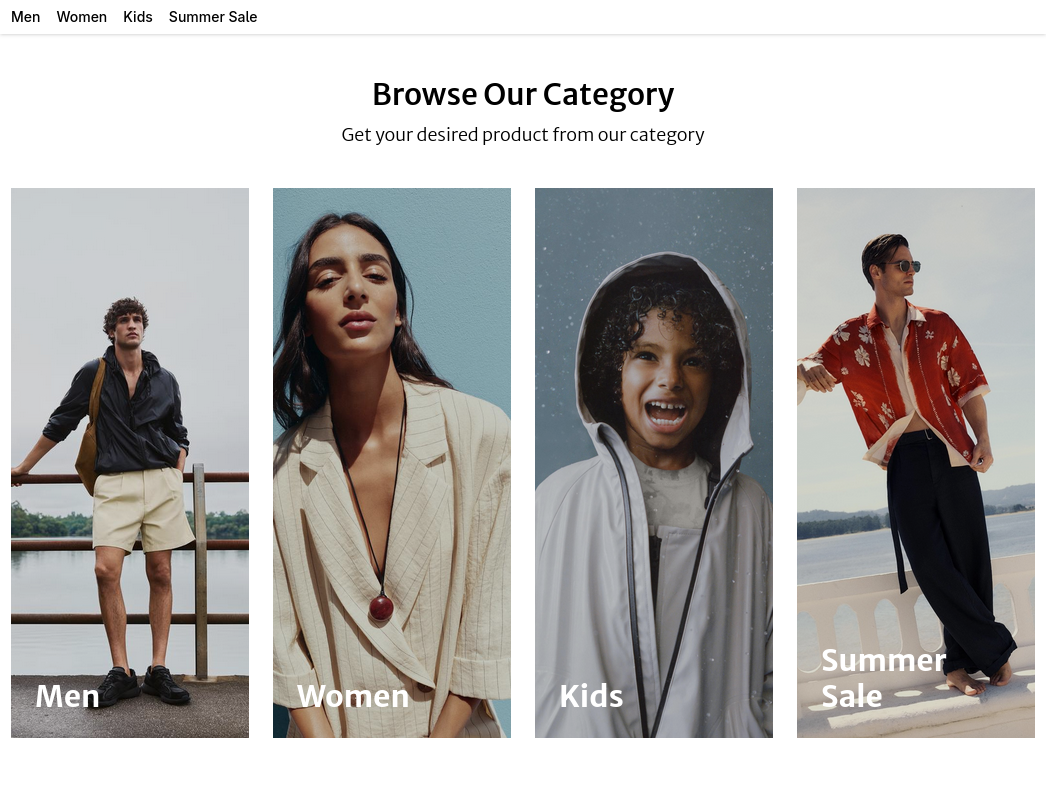 Men Women Kids Summer Sale
Browse Our Category
Get your desired product from our category
Men
Women
Kids
Summer
Sale